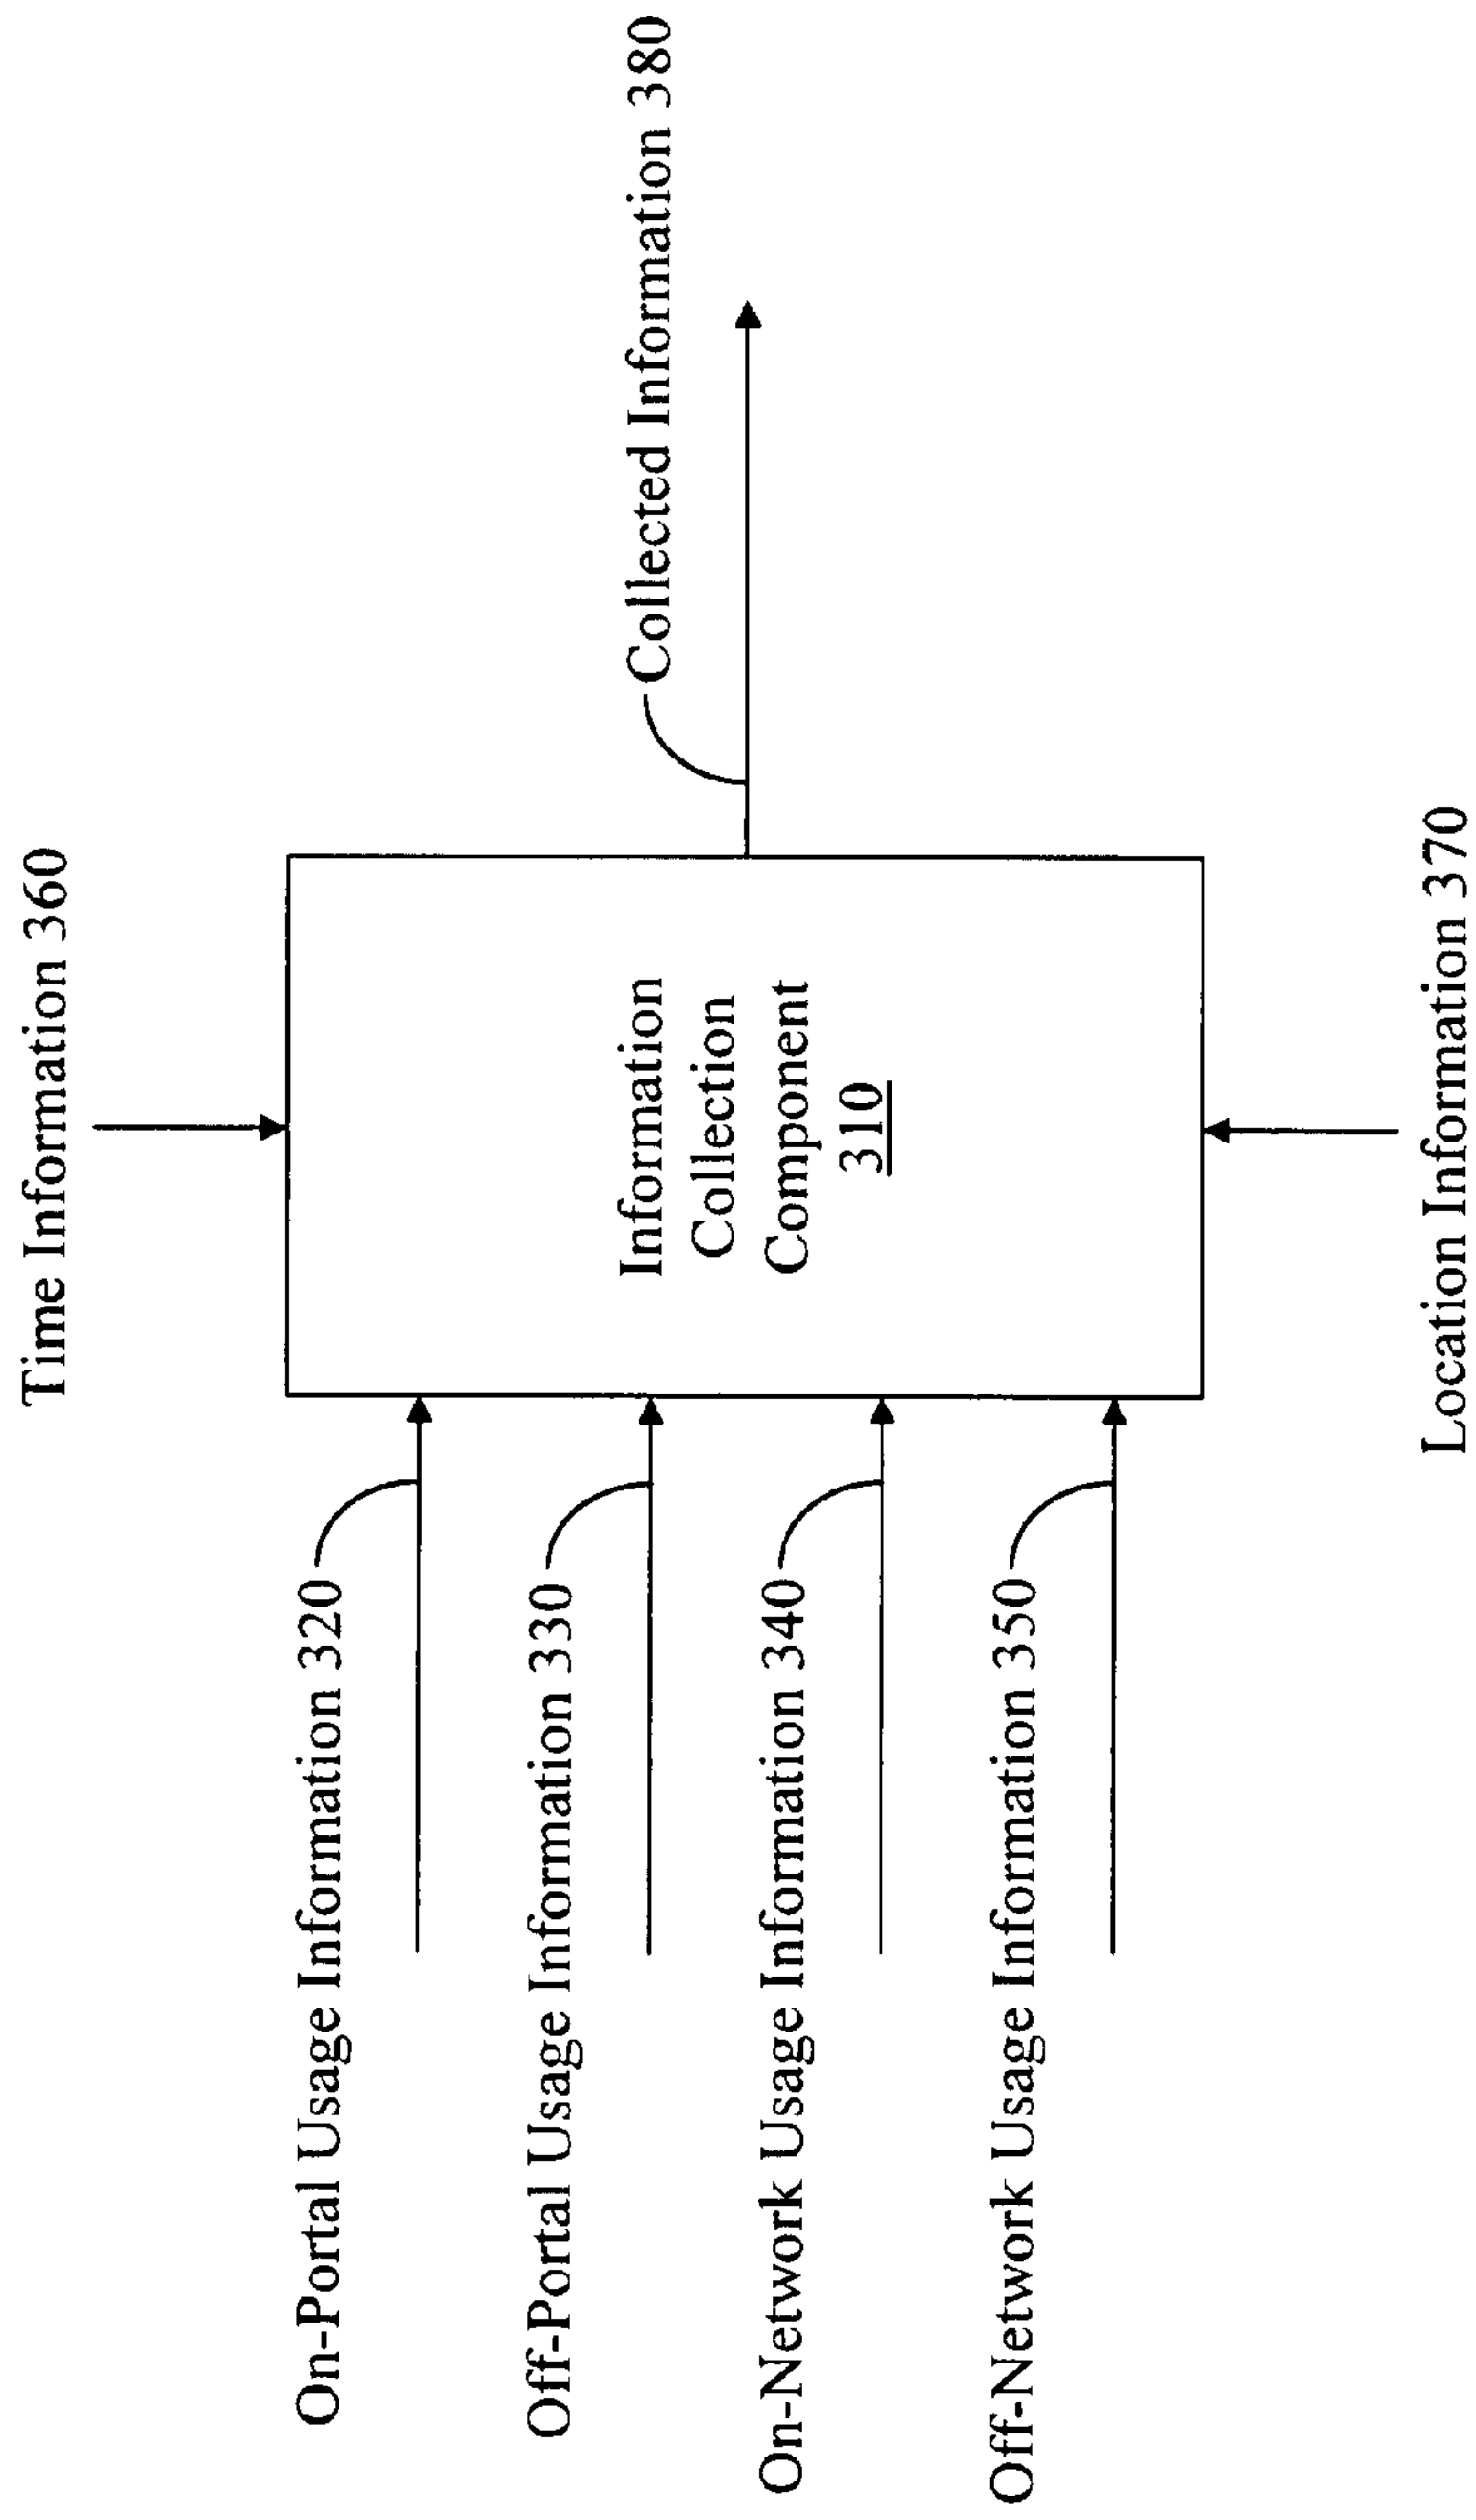 Time Information 360
On-Portal Usage Information 320
Off-Portal Usage Information 330
On-Network Usage Information 340
Off-Network Usage Information 350
Information
Collection
Component
310
Collected Information 380
Location Information 370